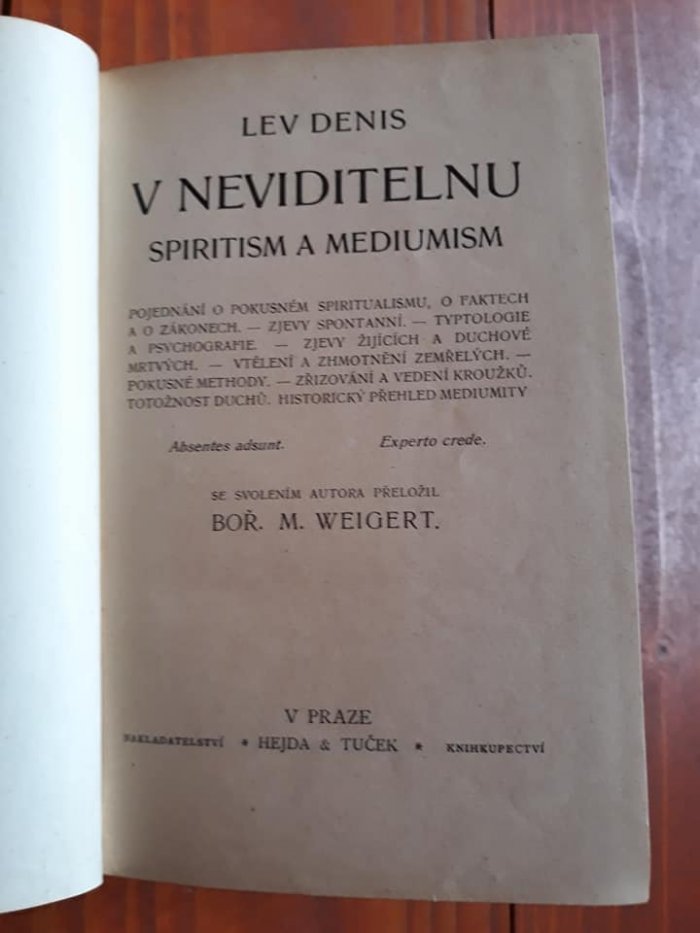 LEV DENIS
V NEVIDITELNU
SPIRITISM A MEDIUMISM
POJEDNÁNÍ O POKUSNÉM SPIRITUALISMU, O FAKTECH
A O ZÁKONECH. — ZJEVY SPONTANNÍ. — TYPTOLOGIE
A PSYCHOGRAFIE. — ZJEVY ŽIJÍCÍCH A DUCHOVÉ
MRTVÝCH. — VTĚLENÍ A ZHMOTNĚNÍ ZEMŘELÝCH. —
POKUSNÉ METHODY. — ZŘIZOVÁNÍ A VEDENÍ KROUŽKŮ.
TOTOŽNOST DUCHŮ. HISTORICKÝ PŘEHLED MEDIUMITY
Absentes adsunt. Experto crede.
SE SVOLENÍM AUTORA PŘELOŽIL
BOŘ. M. WEIGERT.
V PRAZE
NAKLADATELSTVÍ * HEJDA & TUČEK * KNIHKUPECTVÍ